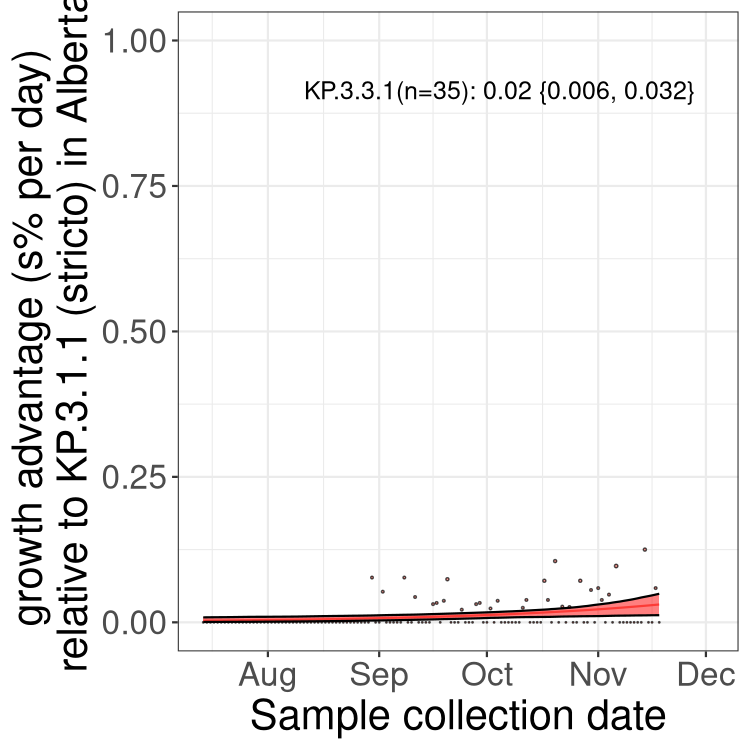 growth advantage (s% per day)
relative to KP.3.1.1 (stricto) in Alberta
1.00
0.75
0.50
0.25
0.00
KP.3.3.1(n=35): 0.02 {0.006, 0.032}
Aug Sep Oct Nov Dec
Sample collection date